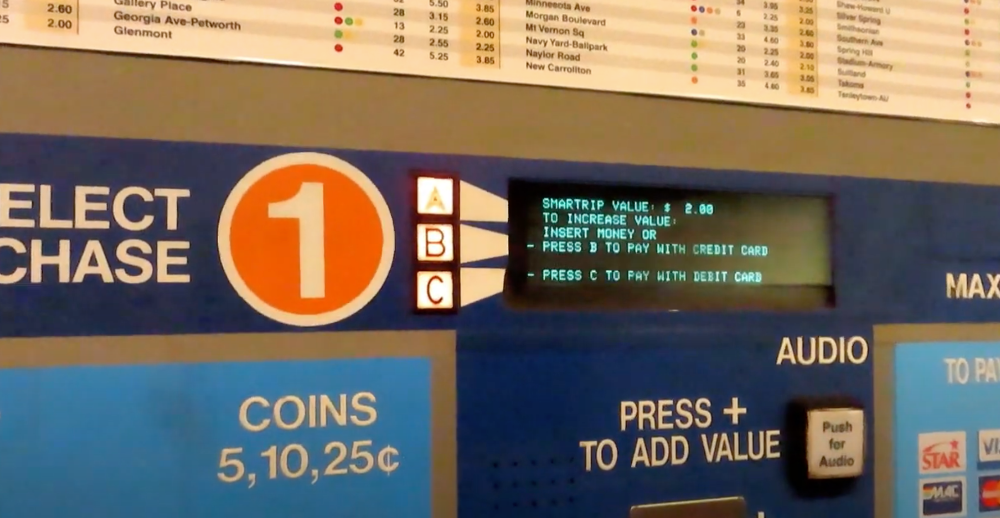 2.60
2.00
Gallery Place
Georgia Ave-Petworth
Glenmont
28 3.15 2.60
13 2.25 2.00
28 2.55 2.25
42 5.25 3.85
5.50 3.85
Minnesota Ave
Morgan Boulevard
Mt Vernon Sq
Navy Yard-Ballpark
Naylor Road
New Carrollton
Silver Spring
Smithsonian
Southern Ave
Spring Hill
Stadium-Armory
Suitland
Takoma
Tenleytown-AU
ELECT
CHASE
1
A
B
C
SMARTRIP VALUE: $ 2.00
TO INCREASE VALUE:
INSERT MONEY OR
- PRESS B TO PAY WITH CREDIT CARD
- PRESS C TO PAY WITH DEBIT CARD
MAX
AUDIO
COINS
5,10,25¢
PRESS +
TO ADD VALUE
Push
for
Audio
TO PA
STAR
VI
MAC